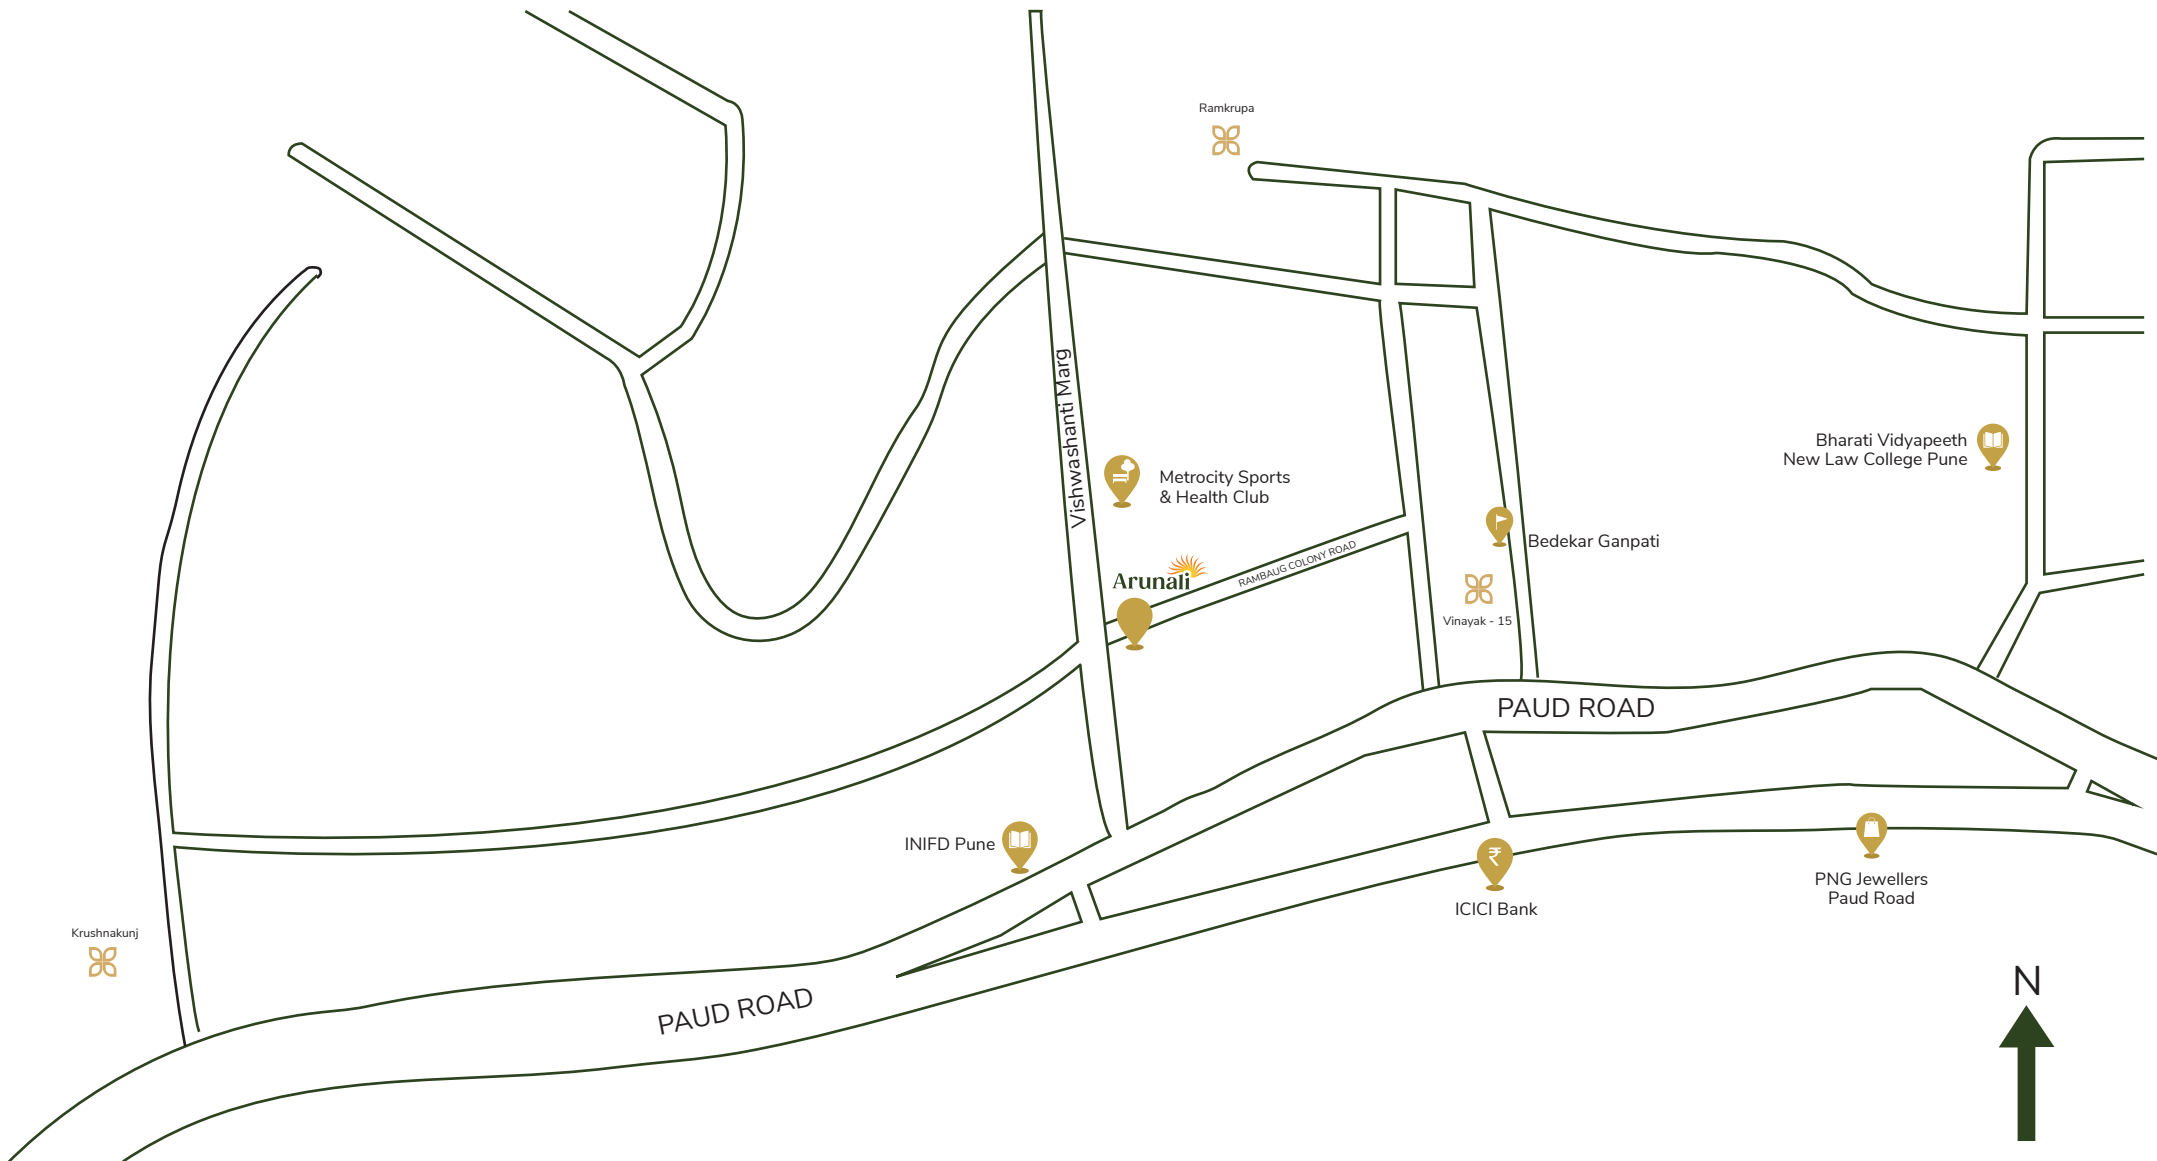 Ramkrupa
Vishwashanti Marg
Bharati Vidyapeeth
New Law College Pune
Metrocity Sports
& Health Club
Bedekar Ganpati
RAMBAUG COLONY ROAD
Arunali
Vinayak - 15
PAUD ROAD
INIFD Pune
₹
ICICI Bank
PNG Jewellers
Paud Road
Krushnakunj
PAUD ROAD
N